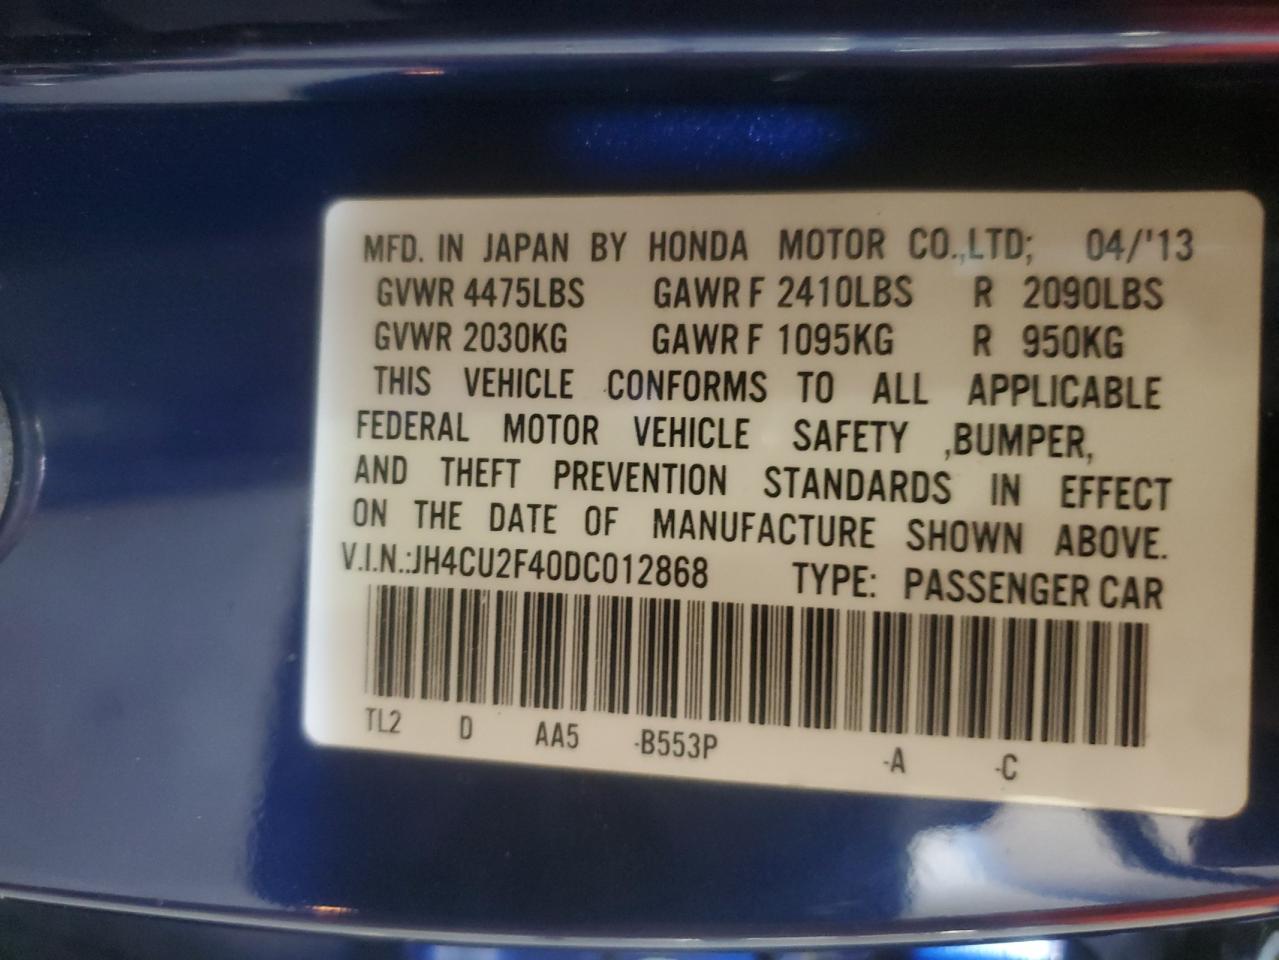 MFD. IN JAPAN BY HONDA MOTOR CO.,LTD; 04/'13
GVWR 4475LBS GAWR F 2410LBS R 2090LBS
GVWR 2030KG GAWR F 1095KG R 950KG
THIS VEHICLE CONFORMS TO ALL APPLICABLE
FEDERAL MOTOR VEHICLE SAFETY ,BUMPER,
AND THEFT PREVENTION STANDARDS IN EFFECT
ON THE DATE OF MANUFACTURE SHOWN ABOVE.
V.I.N.:JH4CU2F40DC012868 TYPE: PASSENGER CAR
TL2 D AA5 -B553P -A -C